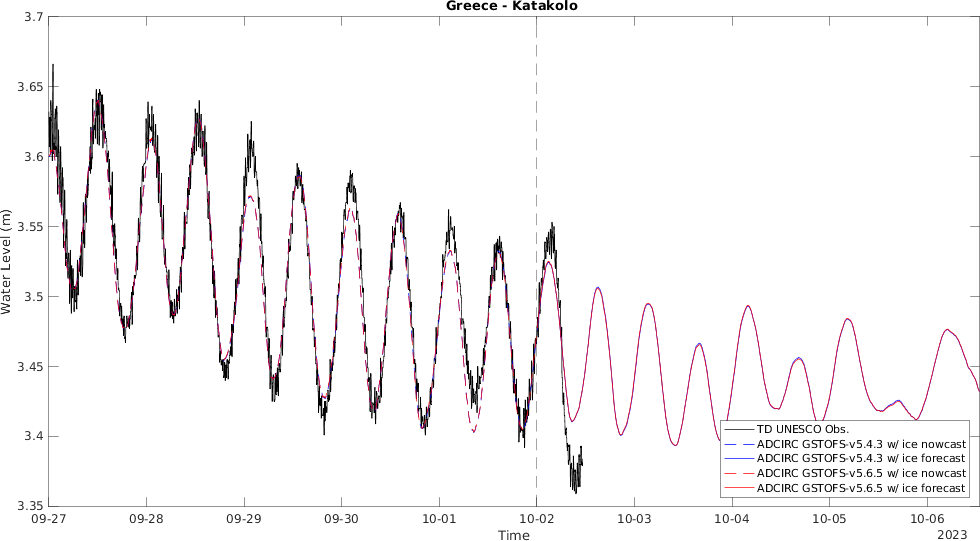 Greece - Katakolo
3.7
3.65
3.6
3.55
3.5
3.45
3.4
3.35
Water Level (m)
TD UNESCO Obs.
ADCIRC GSTOFS-v5.4.3 w/ ice nowcast
ADCIRC GSTOFS-v5.4.3 w/ ice forecast
ADCIRC GSTOFS-v5.6.5 w/ ice nowcast
ADCIRC GSTOFS-v5.6.5 w/ ice forecast
09-27 09-28 09-29 09-30 10-01 10-02 10-03 10-04 10-05 10-06
Time
2023